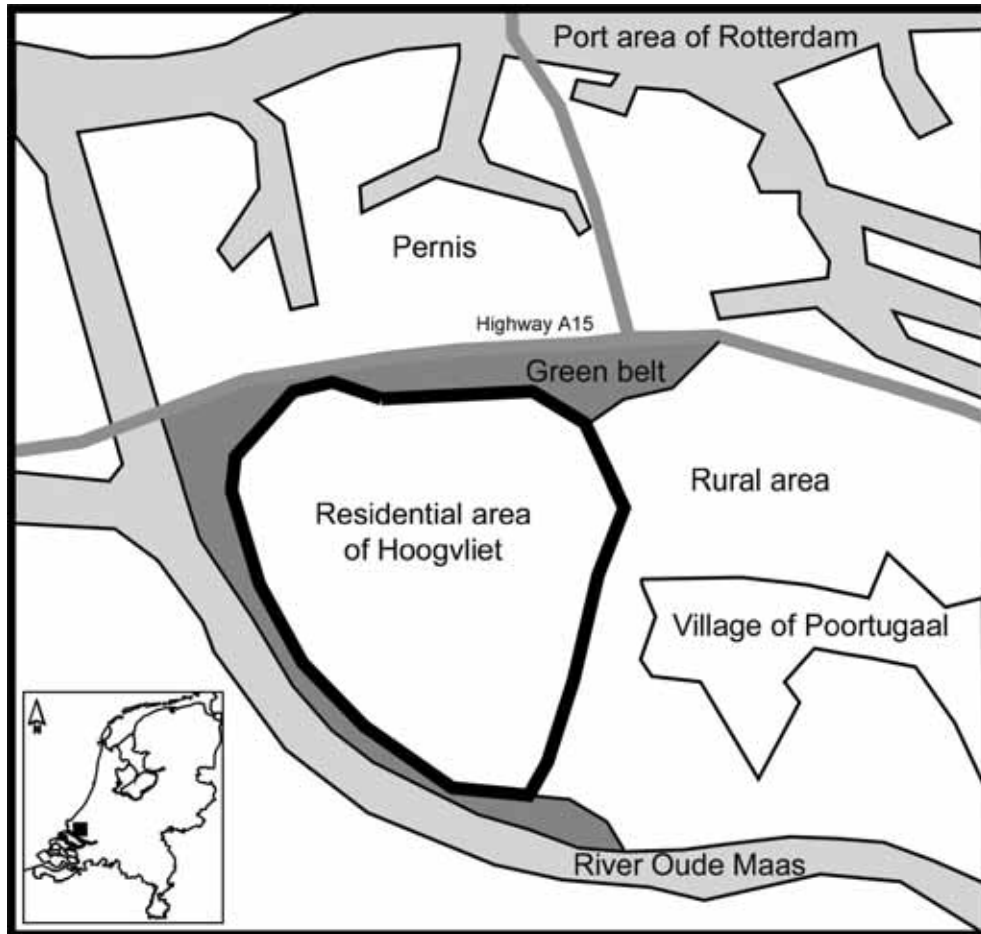 Port area of Rotterdam
Pernis
Highway A15
Green belt
Rural area
Residential area
of Hoogvliet
Village of Poortugaal
River Oude Maas
N